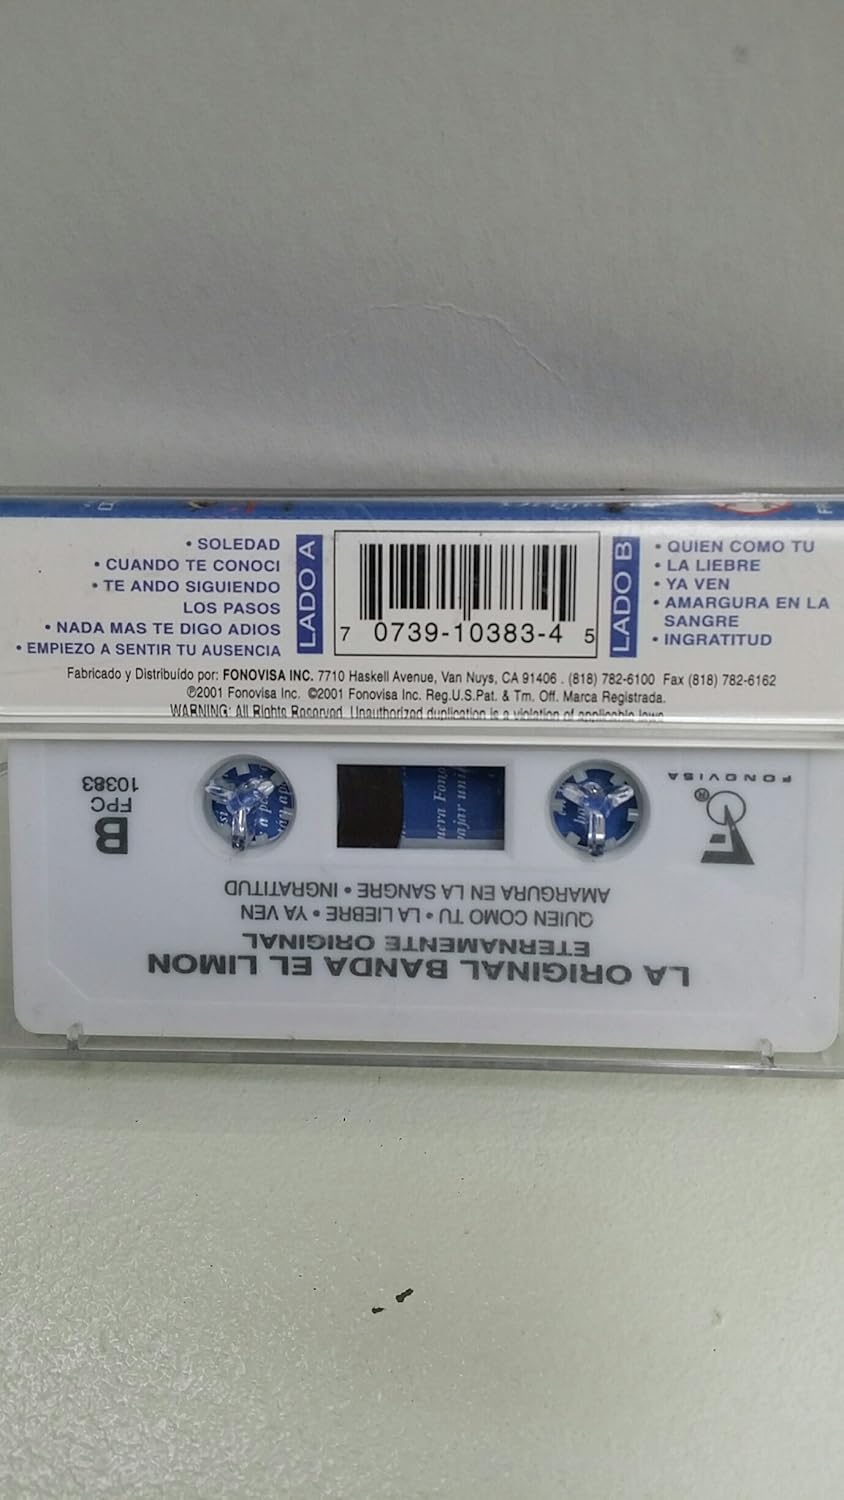 • SOLEDAD
• CUANDO TE CONOCI
• TE ANDO SIGUIENDO
LOS PASOS
• NADA MAS TE DIGO ADIOS
• EMPIEZO A SENTIR TU AUSENCIA
LADO A
7 0739-10383-4 5
LADO B
• QUIEN COMO TU
• LA LIEBRE
• YA VEN
• AMARGURA EN LA
SANGRE
• INGRATITUD
Fabricado y Distribuído por: FONOVISA INC. 7710 Haskell Avenue, Van Nuys, CA 91406 . (818) 782-6100 Fax (818) 782-6162
℗2001 Fonovisa Inc. ©2001 Fonovisa Inc. Reg.U.S.Pat. & Tm. Off. Marca Registrada.
WARNING: All Rights Reserved. Unauthorized duplication is a violation of applicable laws
LA ORIGINAL BANDA EL LIMON
ETERNAMENTE ORIGINAL
QUIEN COMO TU • LA LIEBRE • YA VEN
AMARGURA EN LA SANGRE • INGRATITUD
FONOVISA
®
B
FPC
10383